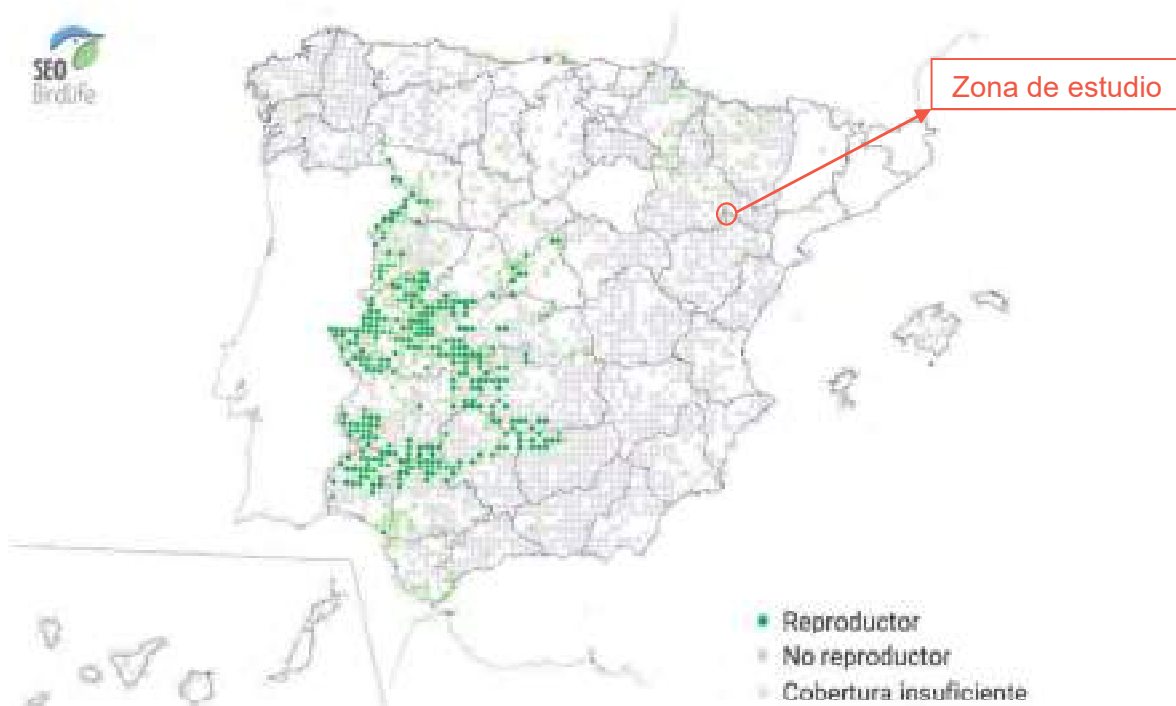 SEO
BirdLife
Zona de estudio
Reproductor
No reproductor
Cobertura insuficiente